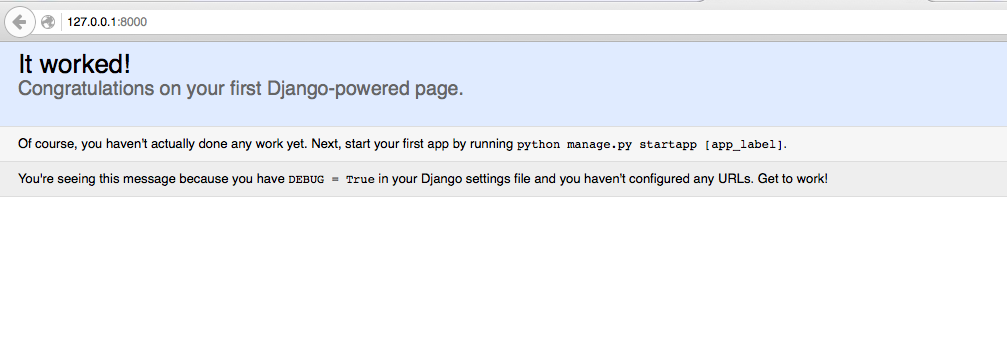 127.0.0.1:8000
It worked!
Congratulations on your first Django-powered page.
Of course, you haven't actually done any work yet. Next, start your first app by running python manage.py startapp [app_label].
You're seeing this message because you have DEBUG = True in your Django settings file and you haven't configured any URLs. Get to work!